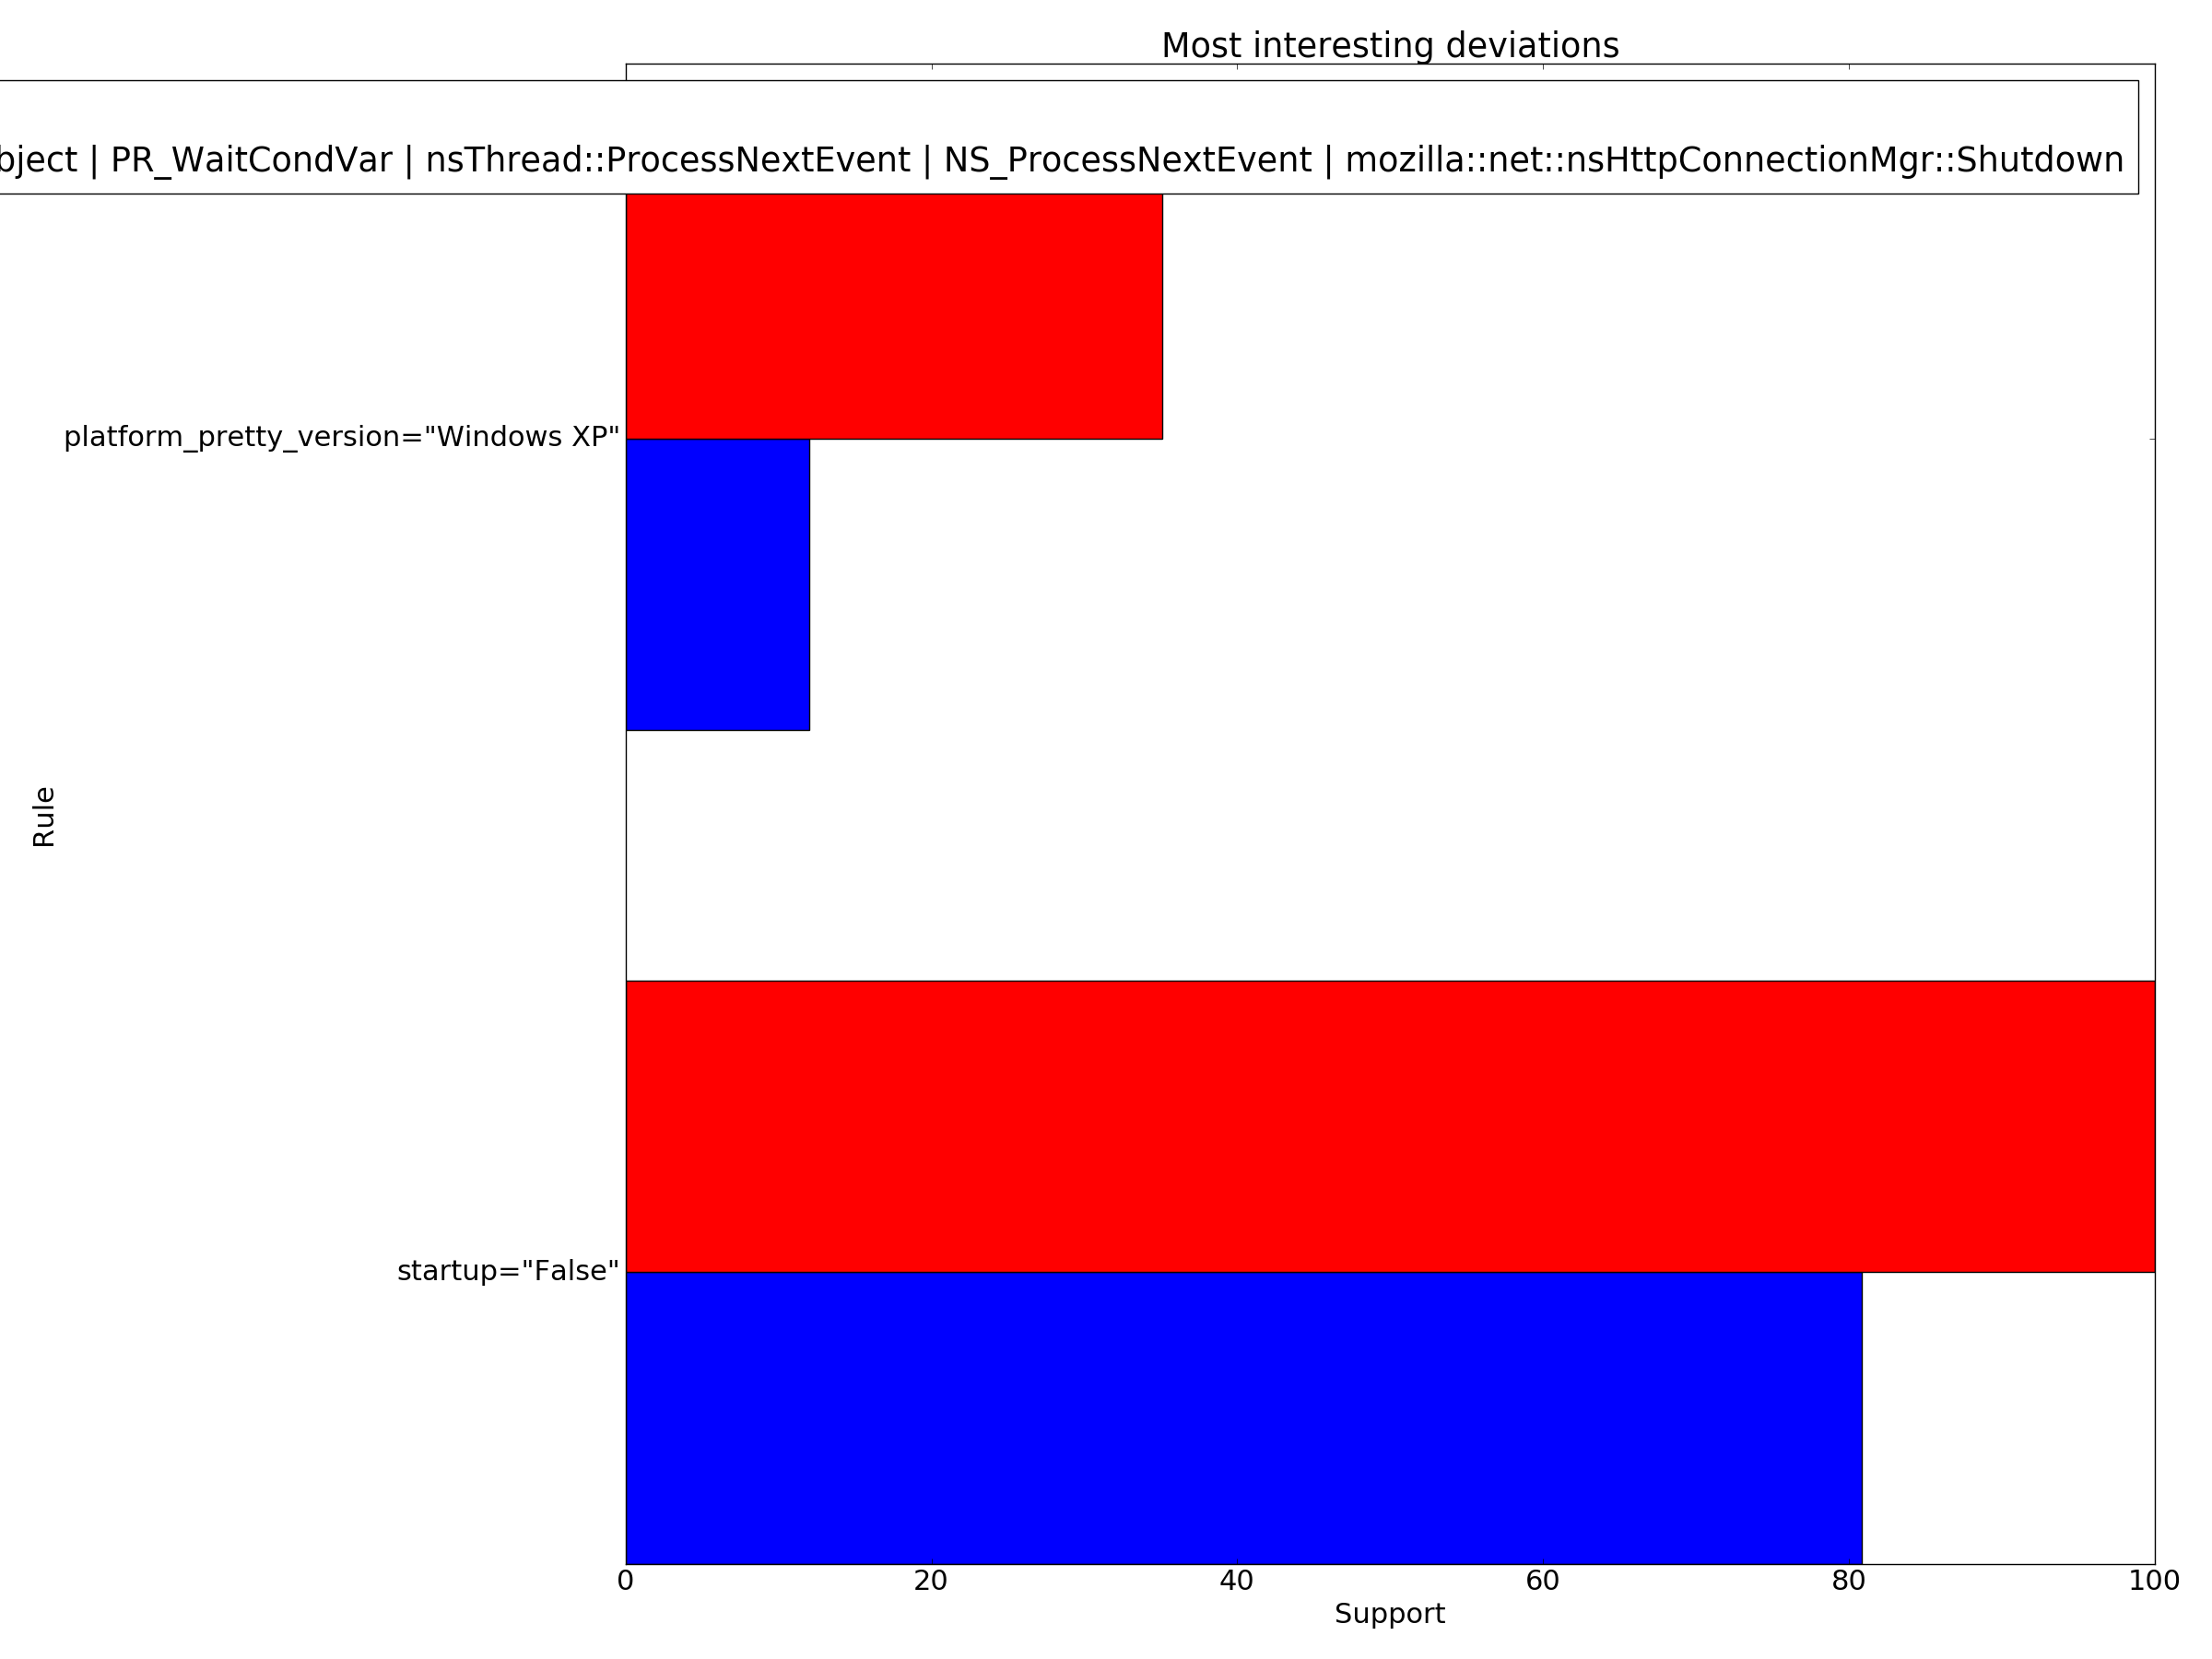 Most interesting deviations
| PR_WaitCondVar | nsThread::ProcessNextEvent | NS_ProcessNextEvent | mozilla::net::nsHttpConnectionMgr::Shutdown
platform_pretty_version="Windows XP"
Rule
startup="False"
0 20 40 60 80 100
Support